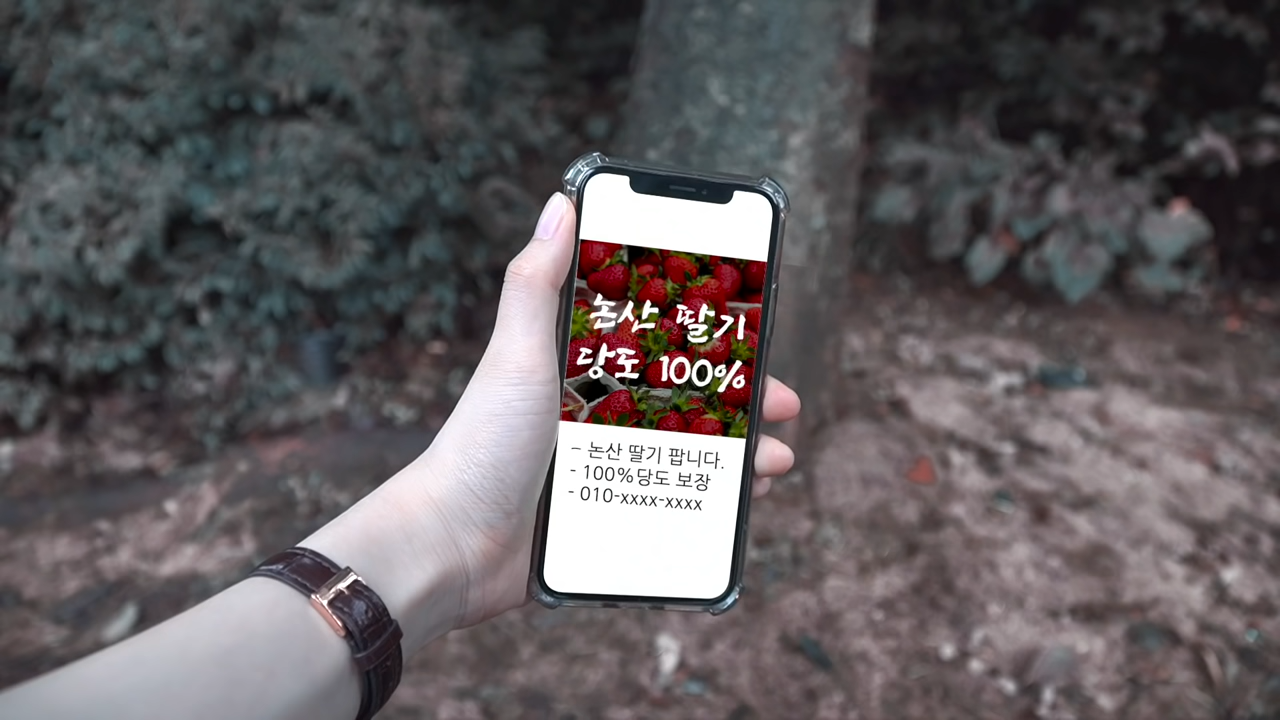 논산 딸기
당도 100%
- 논산 딸기 팝니다.
- 100%당도 보장
- 010-xxxx-xxxx